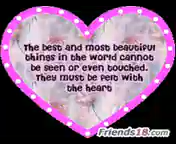 The best and most beautiful
things in the world cannot
be seen or even touched.
They must be felt with
the heart
Friends18.com